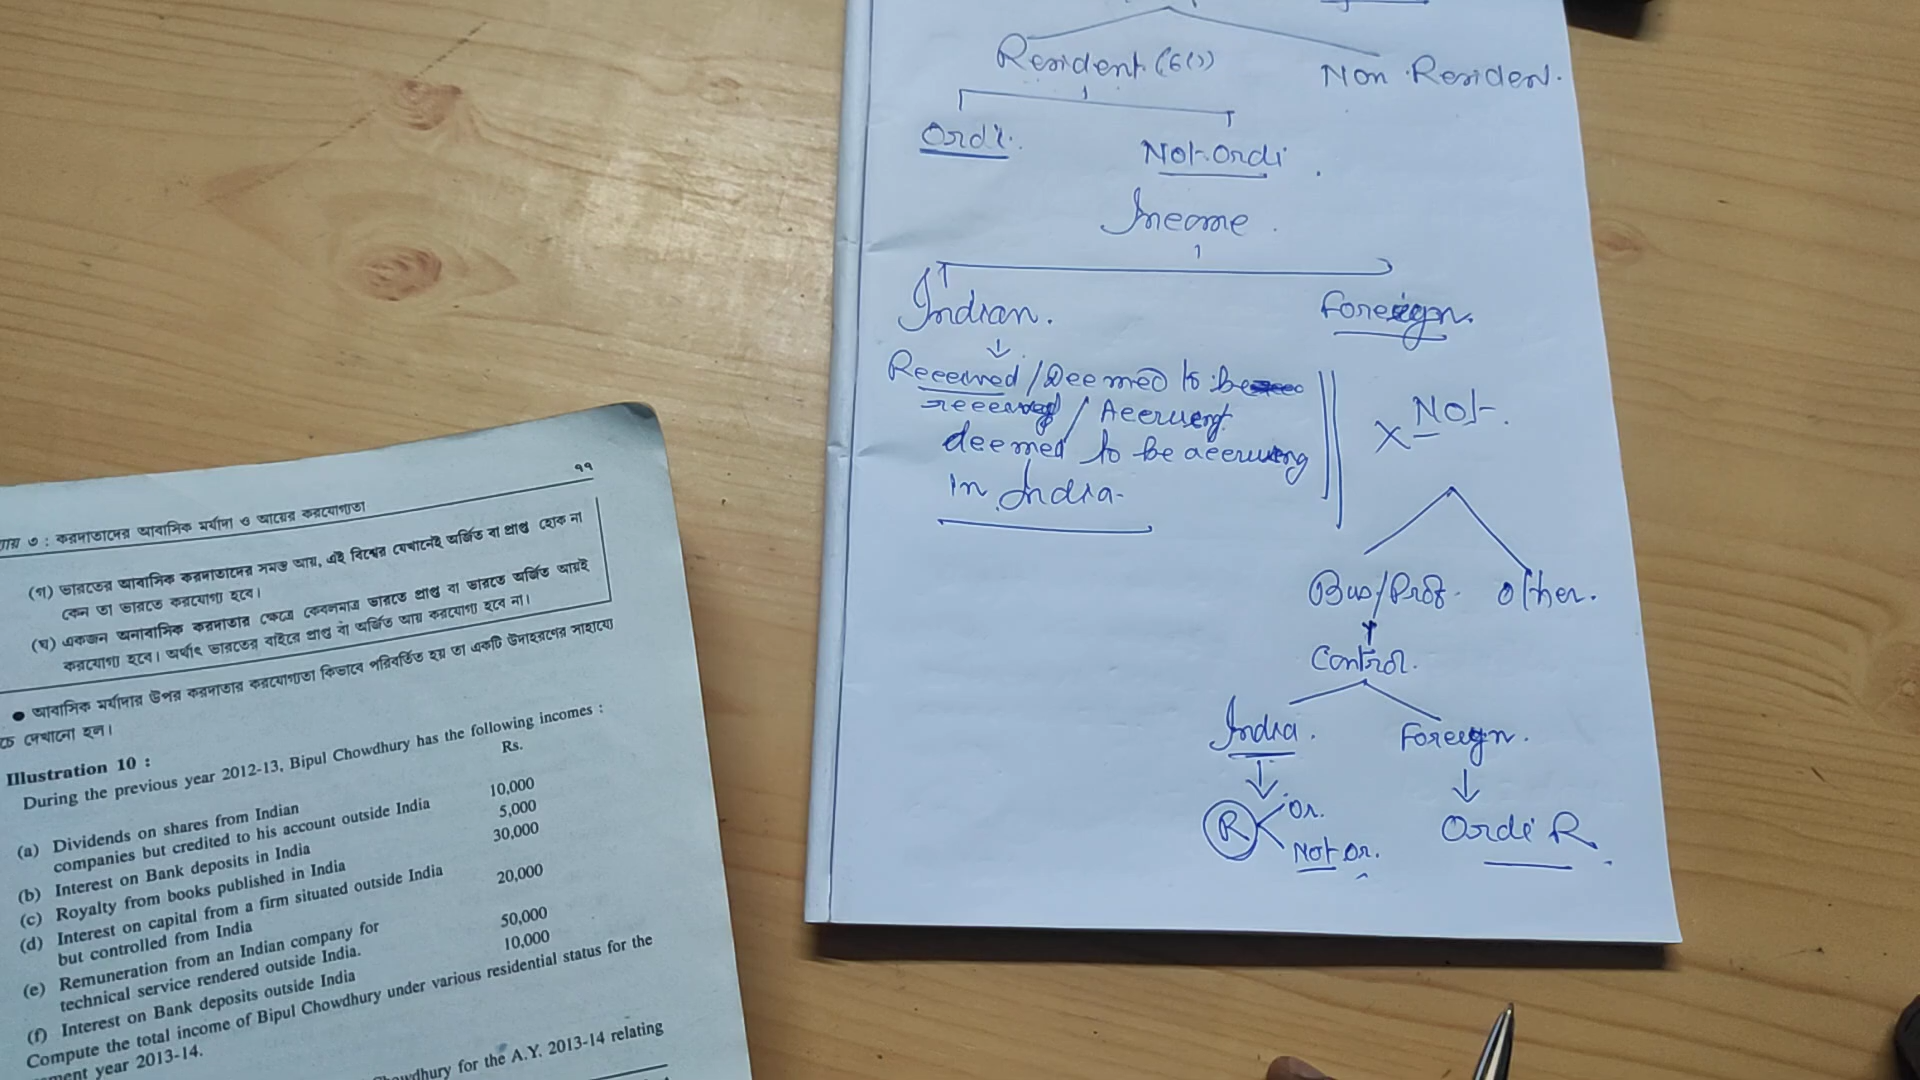 Resident (6(1))
Non Residen.
Ordi.
Not-Ordi
Income
Indian.
Foreign.
Received / Deemed to be
received / Accruing
deemed to be accruing
in India-
x Not-
Bus/Prof. other.
Control.
India. Foreign.
R Or.
Not Or.
Ordi R
৭৭
৩ : করদাতাদের আবাসিক মর্যাদা ও আয়ের করযোগ্যতা
(গ) ভারতের আবাসিক করদাতাদের সমস্ত আয়, এই বিশ্বের যেখানেই অর্জিত বা প্রাপ্ত হোক না
কেন তা ভারতে করযোগ্য হবে।
(ঘ) একজন অনাবাসিক করদাতার ক্ষেত্রে কেবলমাত্র ভারতে প্রাপ্ত বা ভারতে অর্জিত আয়ই
করযোগ্য হবে। অর্থাৎ ভারতের বাইরে প্রাপ্ত বা অর্জিত আয় করযোগ্য হবে না।
● আবাসিক মর্যাদার উপর করদাতার করযোগ্যতা কিভাবে পরিবর্তিত হয় তা একটি উদাহরণের সাহায্যে
দেখানো হল।
Illustration 10 :
During the previous year 2012-13, Bipul Chowdhury has the following incomes :
Rs.
(a) Dividends on shares from Indian
companies but credited to his account outside India 10,000
(b) Interest on Bank deposits in India 5,000
(c) Royalty from books published in India 30,000
(d) Interest on capital from a firm situated outside India
but controlled from India 20,000
(e) Remuneration from an Indian company for
technical service rendered outside India. 50,000
(f) Interest on Bank deposits outside India 10,000
Compute the total income of Bipul Chowdhury under various residential status for the
ment year 2013-14.
howdhury for the A.Y. 2013-14 relating